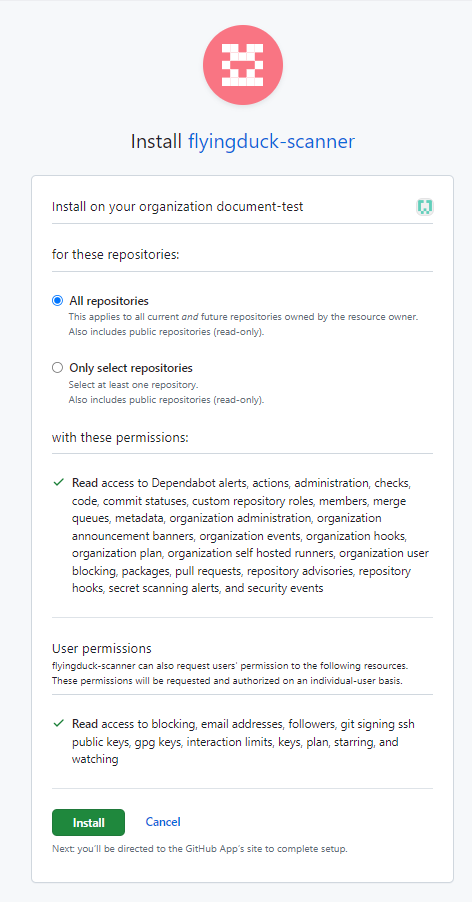 Install flyingduck-scanner
Install on your organization document-test
for these repositories:
All repositories
This applies to all current and future repositories owned by the resource owner.
Also includes public repositories (read-only).
Only select repositories
Select at least one repository.
Also includes public repositories (read-only).
with these permissions:
Read access to Dependabot alerts, actions, administration, checks,
code, commit statuses, custom repository roles, members, merge
queues, metadata, organization administration, organization
announcement banners, organization events, organization hooks,
organization plan, organization self hosted runners, organization user
blocking, packages, pull requests, repository advisories, repository
hooks, secret scanning alerts, and security events
User permissions
flyingduck-scanner can also request users' permission to the following resources.
These permissions will be requested and authorized on an individual-user basis.
Read access to blocking, email addresses, followers, git signing ssh
public keys, gpg keys, interaction limits, keys, plan, starring, and
watching
Install Cancel
Next: you'll be directed to the GitHub App's site to complete setup.